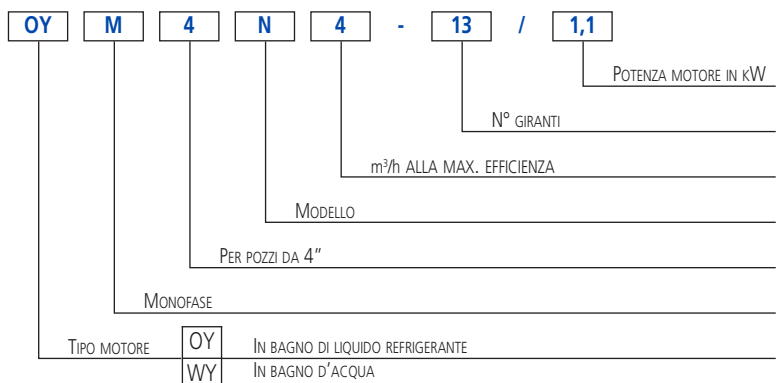 OY M 4 N 4 - 13 / 1,1
POTENZA MOTORE IN KW
N° GIRANTI
m³/h ALLA MAX. EFFICIENZA
MODELLO
PER POZZI DA 4"
MONOFASE
TIPO MOTORE OY IN BAGNO DI LIQUIDO REFRIGERANTE
WY IN BAGNO D'ACQUA